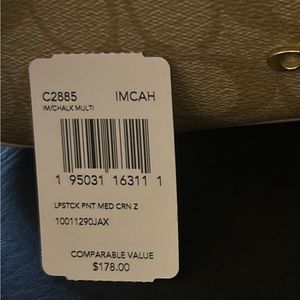 C2885 IMCAH
IM/CHALK MULTI
1 95031 16311 1
LPSTCK PNT MED CRN Z
10011290JAX
COMPARABLE VALUE
$178.00